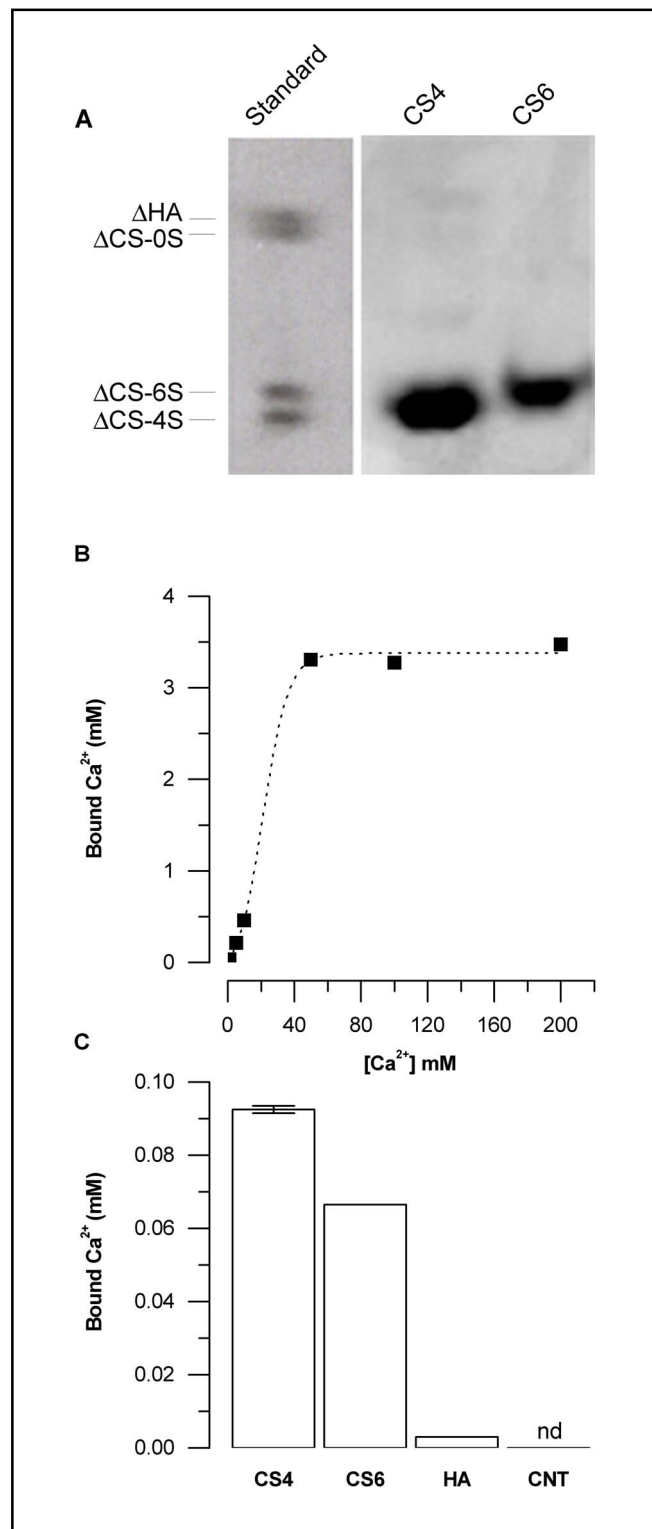 A
Standard
CS4
CS6
ΔHA
ΔCS-0S
ΔCS-6S
ΔCS-4S
B
4
3
2
1
0
Bound Ca²⁺ (mM)
0 40 80 120 160 200
[Ca²⁺] mM
C
0.10
0.08
0.06
0.04
0.02
0.00
Bound Ca²⁺ (mM)
nd
CS4 CS6 HA CNT